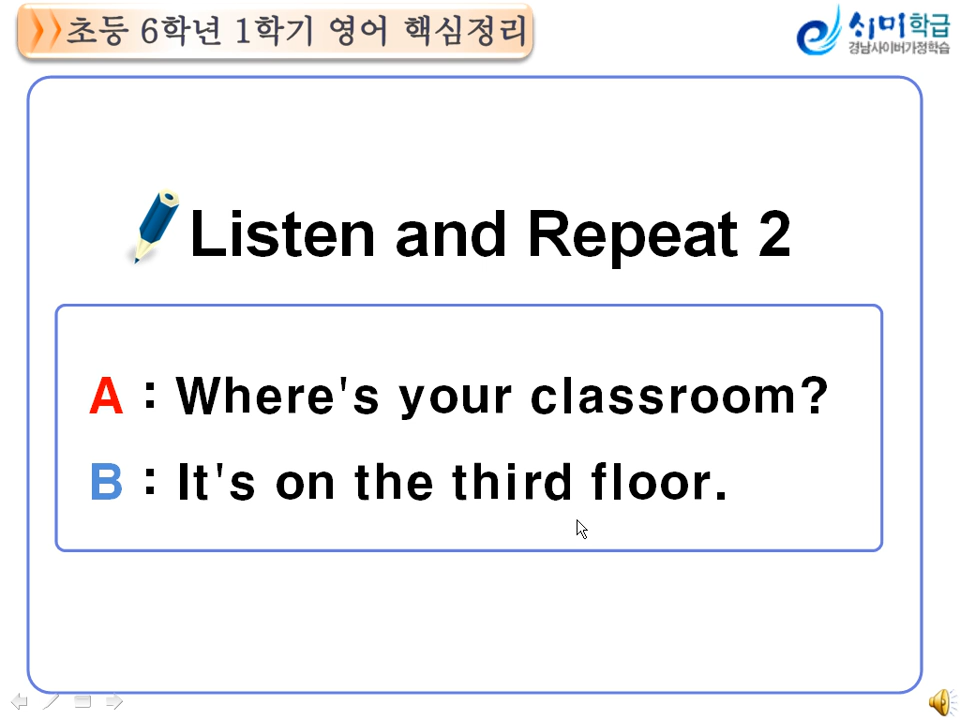 초등 6학년 1학기 영어 핵심정리
쉬미학급
경남사이버가정학습
Listen and Repeat 2
A : Where's your classroom?
B : It's on the third floor.